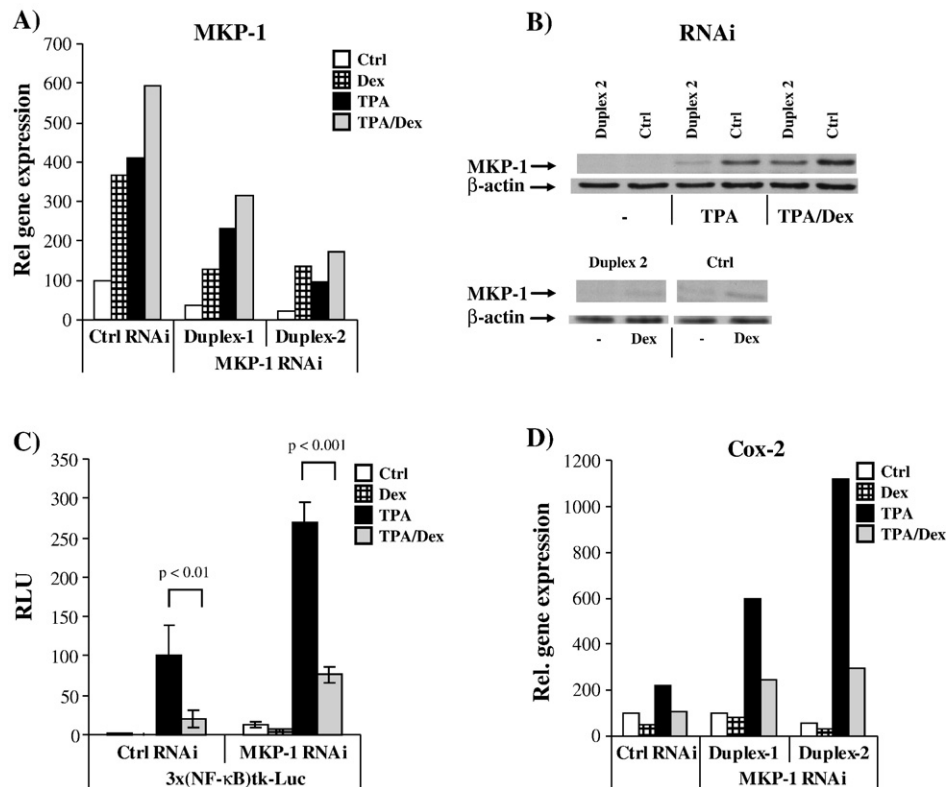 A)
MKP-1
Rel gene expression
700
600
500
400
300
200
100
0
Ctrl
Dex
TPA
TPA/Dex
Ctrl RNAi
Duplex-1
Duplex-2
MKP-1 RNAi
B)
RNAi
Duplex 2
Ctrl
Duplex 2
Ctrl
Duplex 2
Ctrl
MKP-1
β-actin
-
TPA
TPA/Dex
Duplex 2
Ctrl
MKP-1
β-actin
-
Dex
-
Dex
C)
RLU
350
300
250
200
150
100
50
0
p < 0.01
p < 0.001
Ctrl
Dex
TPA
TPA/Dex
Ctrl RNAi
MKP-1 RNAi
3x(NF-κB)tk-Luc
D)
Cox-2
Rel. gene expression
1200
1000
800
600
400
200
0
Ctrl
Dex
TPA
TPA/Dex
Ctrl RNAi
Duplex-1
Duplex-2
MKP-1 RNAi